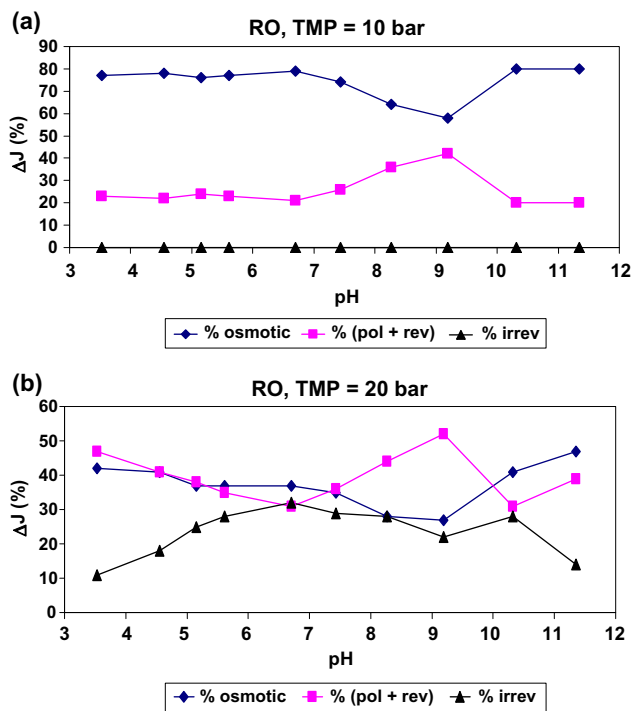 (a)
RO, TMP = 10 bar
90
80
70
60
50
40
30
20
10
0
ΔJ (%)
3 4 5 6 7 8 9 10 11 12
pH
% osmotic % (pol + rev) % irrev
(b)
RO, TMP = 20 bar
60
50
40
30
20
10
0
ΔJ (%)
3 4 5 6 7 8 9 10 11 12
pH
% osmotic % (pol + rev) % irrev